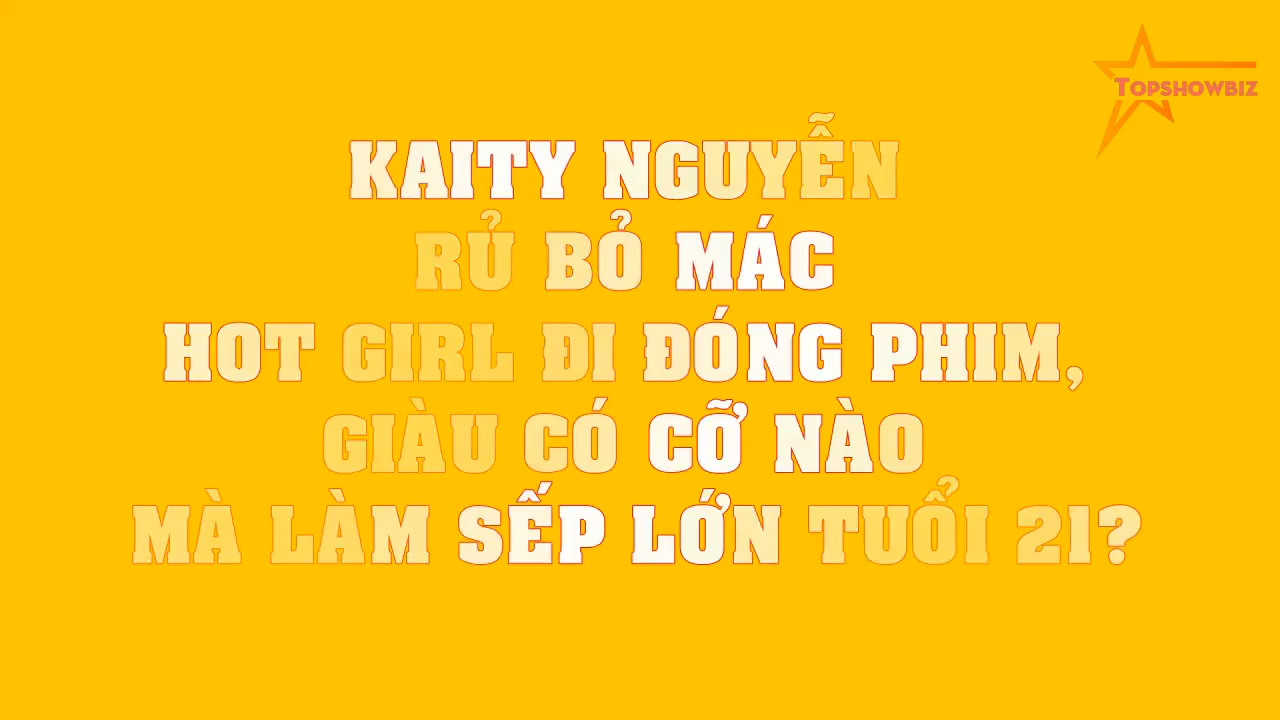 TOPSHOWBIZ
KAITY NGUYỄN
RỦ BỎ MÁC
HOT GIRL ĐI ĐÓNG PHIM,
GIÀU CÓ CỠ NÀO
MÀ LÀM SẾP LỚN TUỔI 21?